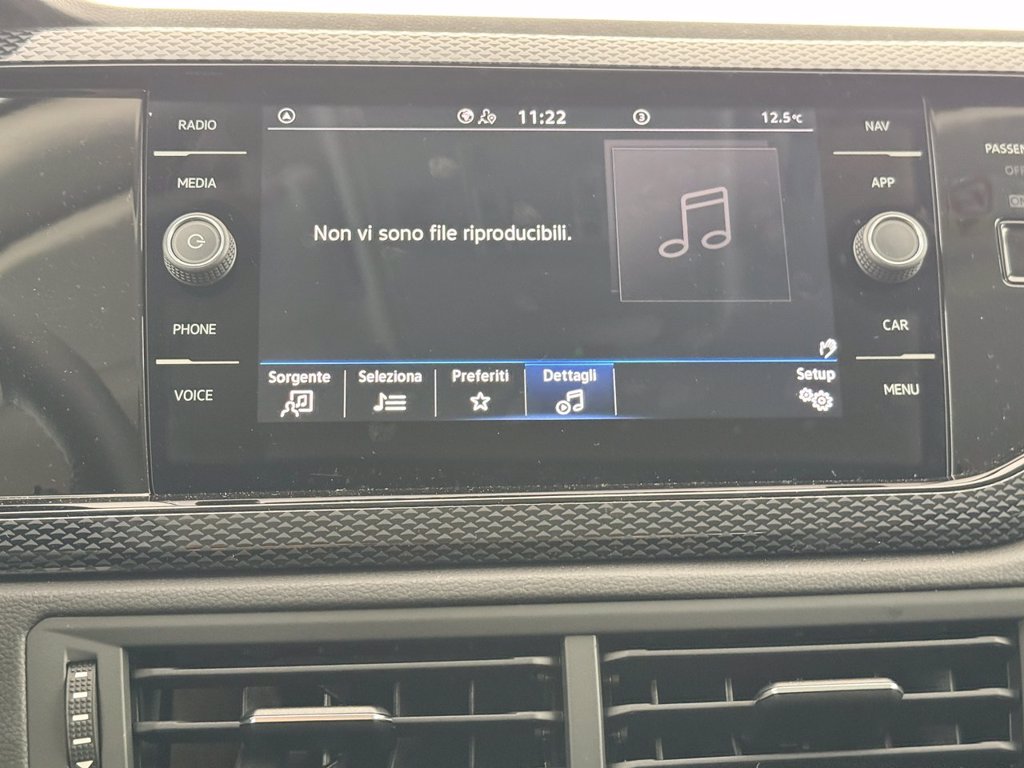 RADIO
MEDIA
PHONE
VOICE
11:22
3
12.5°C
Non vi sono file riproducibili.
Sorgente
Seleziona
Preferiti
Dettagli
Setup
NAV
APP
CAR
MENU